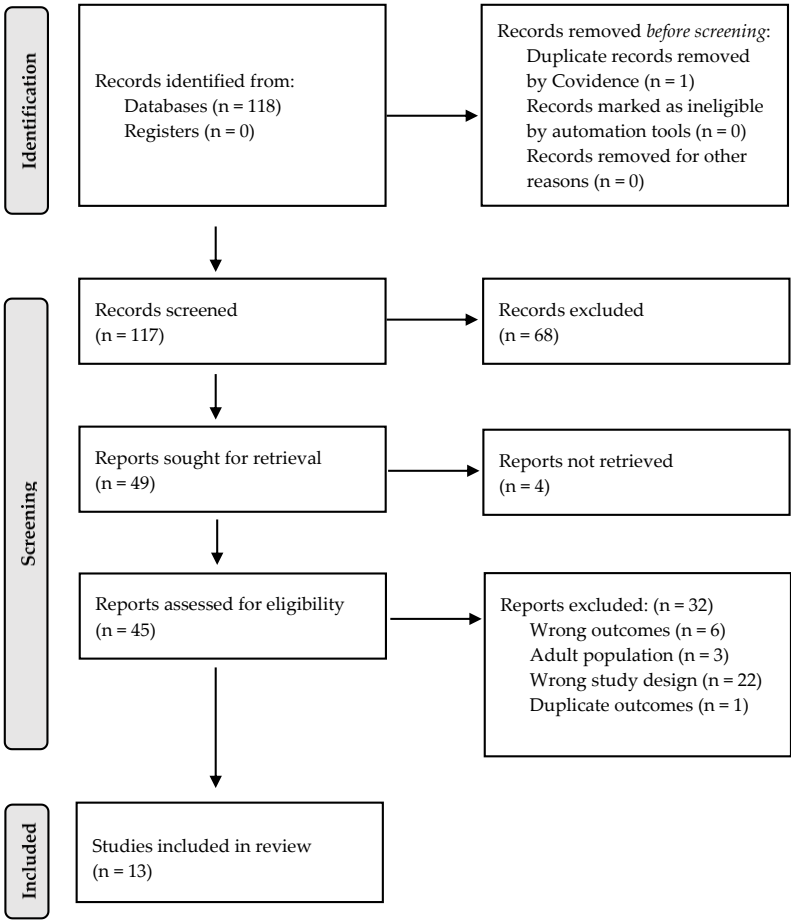 Identification
Records identified from:
Databases (n = 118)
Registers (n = 0)
Records removed before screening:
Duplicate records removed
by Covidence (n = 1)
Records marked as ineligible
by automation tools (n = 0)
Records removed for other
reasons (n = 0)
Screening
Records screened
(n = 117)
Records excluded
(n = 68)
Reports sought for retrieval
(n = 49)
Reports not retrieved
(n = 4)
Reports assessed for eligibility
(n = 45)
Reports excluded: (n = 32)
Wrong outcomes (n = 6)
Adult population (n = 3)
Wrong study design (n = 22)
Duplicate outcomes (n = 1)
Included
Studies included in review
(n = 13)